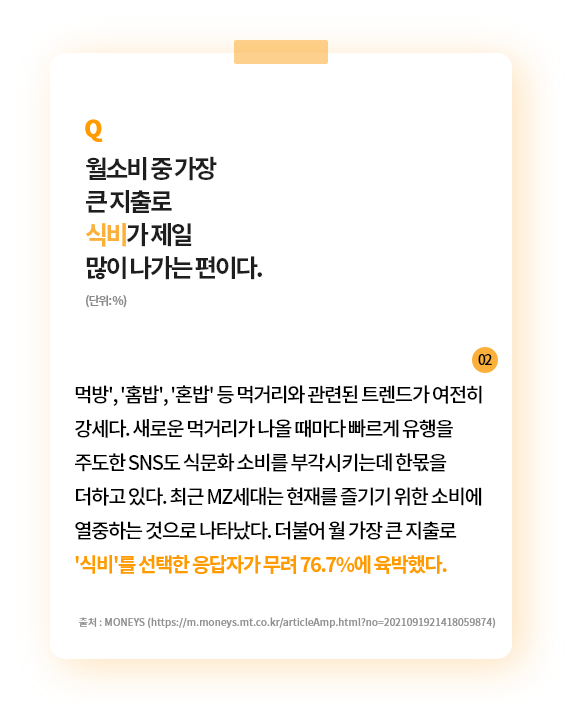 Q
월소비 중 가장
큰 지출로
식비가 제일
많이 나가는 편이다.
(단위:%)
02
먹방', '홈밥', '혼밥' 등 먹거리와 관련된 트렌드가 여전히
강세다. 새로운 먹거리가 나올 때마다 빠르게 유행을
주도한 SNS도 식문화 소비를 부각시키는데 한몫을
더하고 있다. 최근 MZ세대는 현재를 즐기기 위한 소비에
열중하는 것으로 나타났다. 더불어 월 가장 큰 지출로
'식비'를 선택한 응답자가 무려 76.7%에 육박했다.
출처 : MONEYS (https://m.moneys.mt.co.kr/articleAmp.html?no=2021091921418059874)